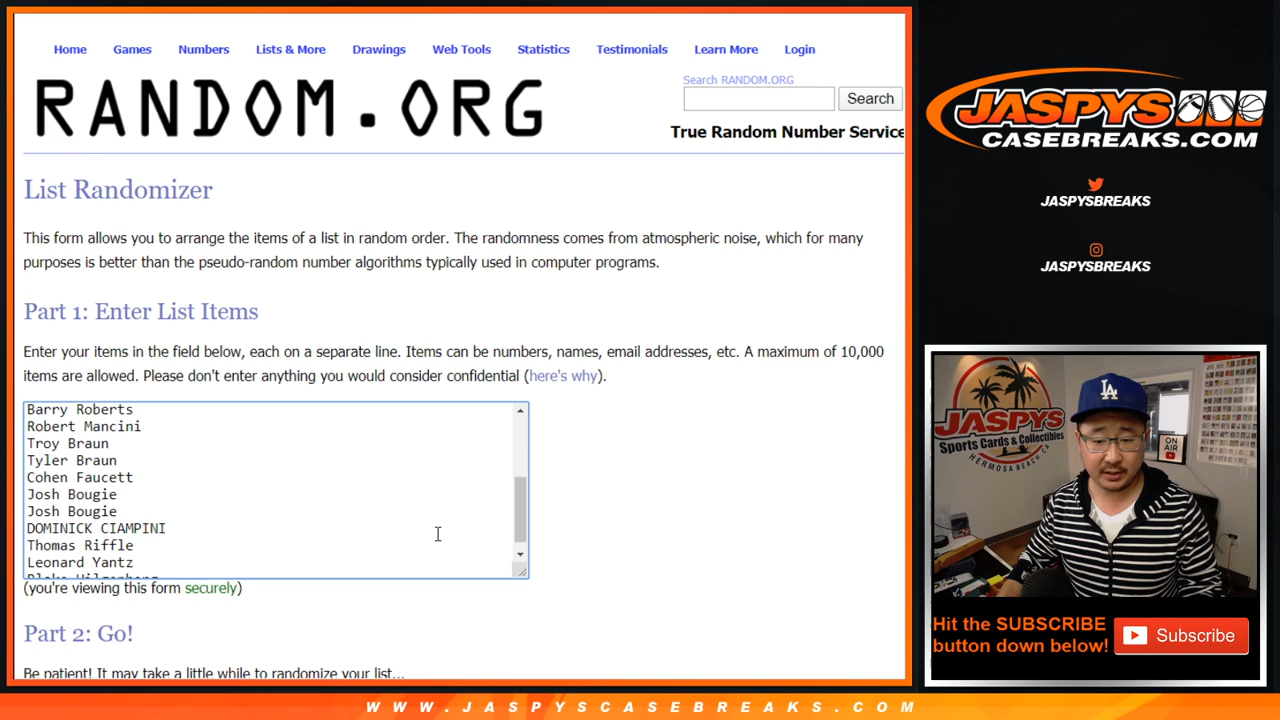 Home Games Numbers Lists & More Drawings Web Tools Statistics Testimonials Learn More Login
Search RANDOM.ORG
RANDOM.ORG
Search
True Random Number Service
List Randomizer
This form allows you to arrange the items of a list in random order. The randomness comes from atmospheric noise, which for many
purposes is better than the pseudo-random number algorithms typically used in computer programs.
Part 1: Enter List Items
Enter your items in the field below, each on a separate line. Items can be numbers, names, email addresses, etc. A maximum of 10,000
items are allowed. Please don't enter anything you would consider confidential (here's why).
Barry Roberts
Robert Mancini
Troy Braun
Tyler Braun
Cohen Faucett
Josh Bougie
Josh Bougie
DOMINICK CIAMPINI
Thomas Riffle
Leonard Yantz
(you're viewing this form securely)
Part 2: Go!
Be patient! It may take a little while to randomize your list...
JASPYS
CASEBREAKS.COM
JASPYSBREAKS
JASPYSBREAKS
JASPYS
Sports Cards & Collectibles
HERMOSA BEACH, CA
LA
ON
AIR
Hit the SUBSCRIBE
button down below!
Subscribe
WWW.JASPYSCASEBREAKS.COM